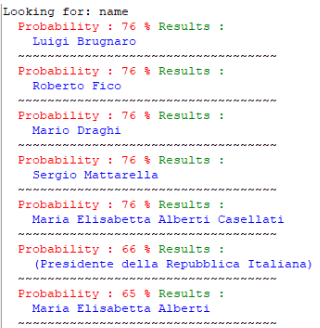 Looking for: name
Probability : 76 % Results :
Luigi Brugnaro
~~~~~~~~~~~~~~~~~~~~~~~~~~~~~~~~~~~
Probability : 76 % Results :
Roberto Fico
~~~~~~~~~~~~~~~~~~~~~~~~~~~~~~~~~~~
Probability : 76 % Results :
Mario Draghi
~~~~~~~~~~~~~~~~~~~~~~~~~~~~~~~~~~~
Probability : 76 % Results :
Sergio Mattarella
~~~~~~~~~~~~~~~~~~~~~~~~~~~~~~~~~~~
Probability : 76 % Results :
Maria Elisabetta Alberti Casellati
~~~~~~~~~~~~~~~~~~~~~~~~~~~~~~~~~~~
Probability : 66 % Results :
(Presidente della Repubblica Italiana)
~~~~~~~~~~~~~~~~~~~~~~~~~~~~~~~~~~~
Probability : 65 % Results :
Maria Elisabetta Alberti
~~~~~~~~~~~~~~~~~~~~~~~~~~~~~~~~~~~